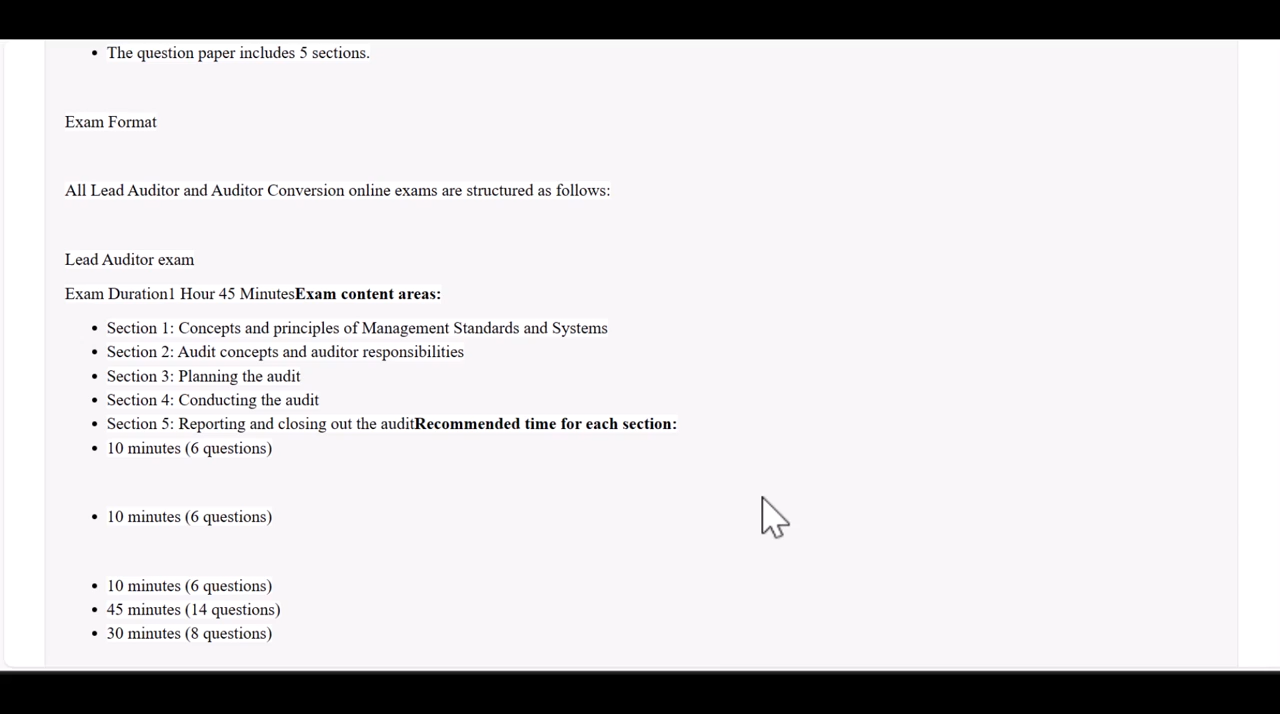 • The question paper includes 5 sections.
Exam Format
All Lead Auditor and Auditor Conversion online exams are structured as follows:
Lead Auditor exam
Exam Duration1 Hour 45 MinutesExam content areas:
• Section 1: Concepts and principles of Management Standards and Systems
• Section 2: Audit concepts and auditor responsibilities
• Section 3: Planning the audit
• Section 4: Conducting the audit
• Section 5: Reporting and closing out the auditRecommended time for each section:
• 10 minutes (6 questions)
• 10 minutes (6 questions)
• 10 minutes (6 questions)
• 45 minutes (14 questions)
• 30 minutes (8 questions)